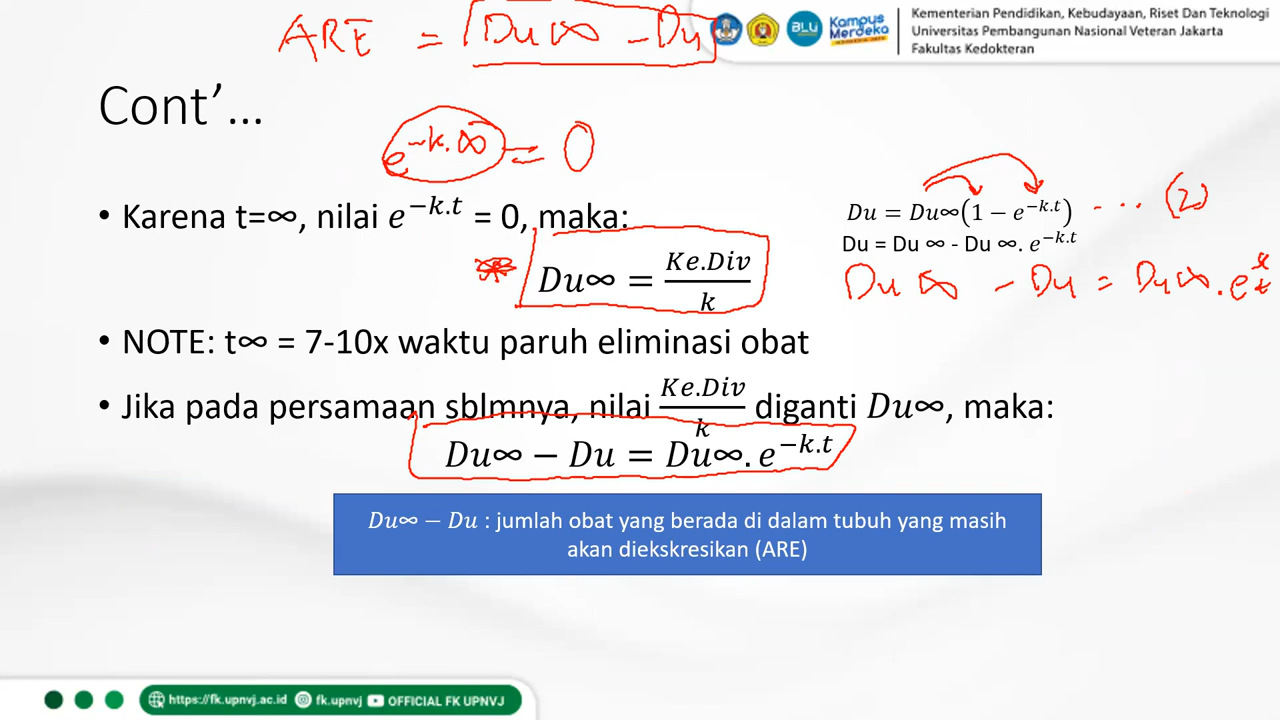 ARE = Du∞ - Du
BLU
Kampus Merdeka
Kementerian Pendidikan, Kebudayaan, Riset Dan Teknologi
Universitas Pembangunan Nasional Veteran Jakarta
Fakultas Kedokteran
Cont’…
e^{-k.∞} = 0
• Karena t=∞, nilai e^{-k.t} = 0, maka:
Du = Du∞(1 − e^{-k.t}) ... (2)
Du = Du ∞ - Du ∞. e^{-k.t}
Du∞ = Ke.Div/k
Du ∞ - Du = Du∞.e
• NOTE: t∞ = 7-10x waktu paruh eliminasi obat
• Jika pada persamaan sblmnya, nilai Ke.Div/k diganti Du∞, maka:
Du∞ − Du = Du∞. e^{-k.t}
Du∞ − Du : jumlah obat yang berada di dalam tubuh yang masih
akan diekskresikan (ARE)
https://fk.upnvj.ac.id fk.upnvj OFFICIAL FK UPNVJ